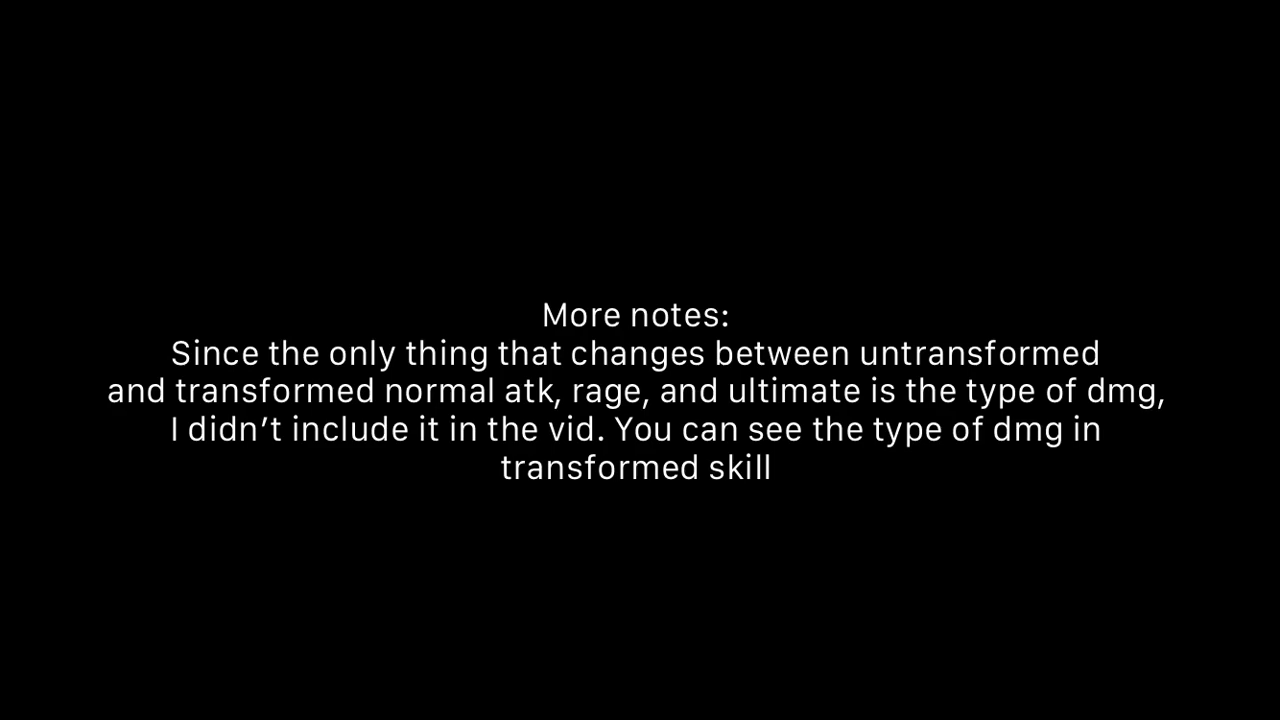 More notes:
Since the only thing that changes between untransformed
and transformed normal atk, rage, and ultimate is the type of dmg,
I didn’t include it in the vid. You can see the type of dmg in
transformed skill